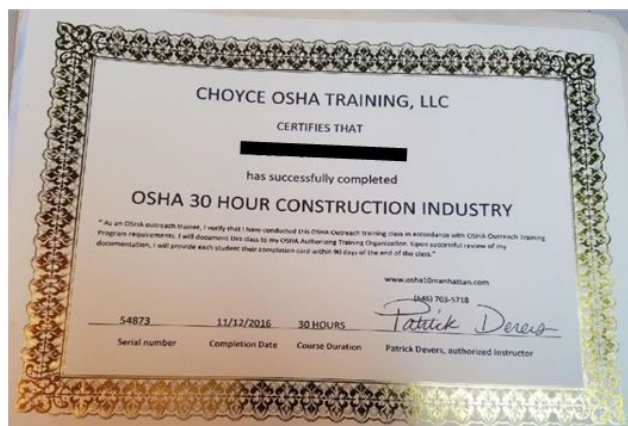 CHOYCE OSHA TRAINING, LLC
CERTIFIES THAT
has successfully completed
OSHA 30 HOUR CONSTRUCTION INDUSTRY
" As an OSHA outreach trainer, I verify that I have conducted this OSHA Outreach training class in accordance with OSHA Outreach Training
Program requirements. I will document this class to my OSHA Authorizing Training Organization. Upon successful review of my
documentation, I will provide each student their completion card within 90 days of the end of the class."
www.osha10manhattan.com
(646) 703-5718
54873 11/12/2016 30 HOURS Patrick Devers
Serial number Completion Date Course Duration Patrick Devers, authorized Instructor